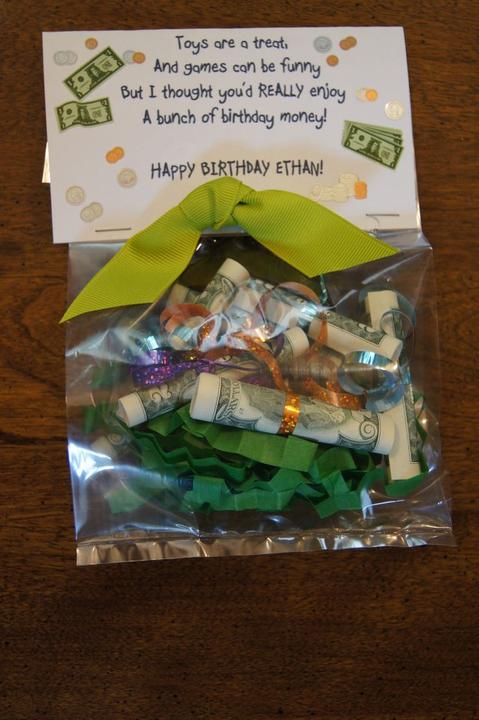 Toys are a treat,
And games can be funny
But I thought you'd REALLY enjoy
A bunch of birthday money!
HAPPY BIRTHDAY ETHAN!